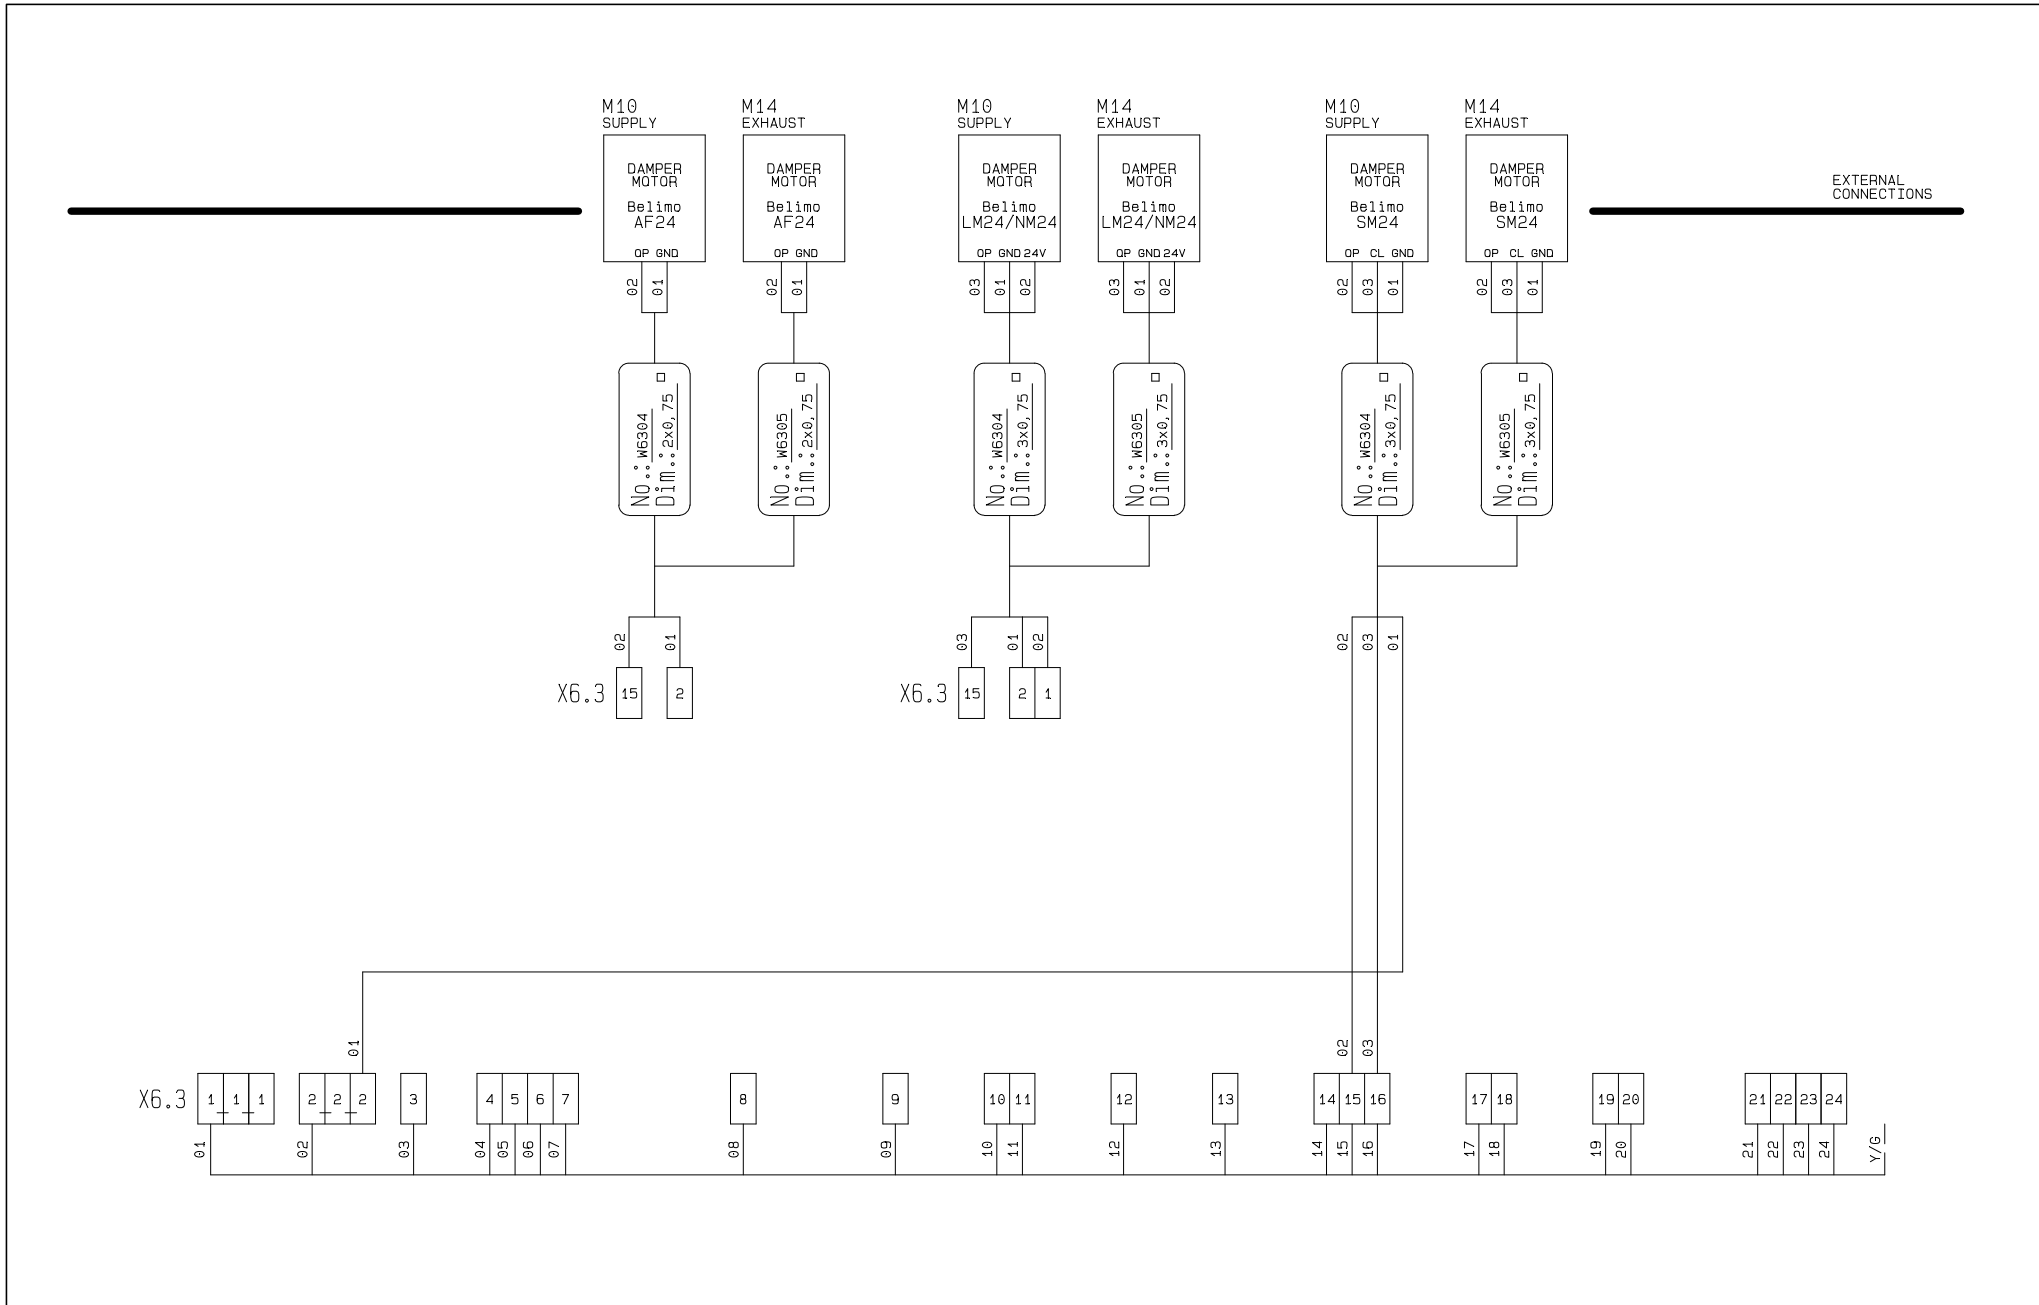 M10 M14 M10 M14 M10 M14
SUPPLY EXHAUST SUPPLY EXHAUST SUPPLY EXHAUST
DAMPER DAMPER DAMPER DAMPER DAMPER DAMPER
MOTOR MOTOR MOTOR MOTOR MOTOR MOTOR
EXTERNAL
CONNECTIONS
Belimo Belimo Belimo Belimo Belimo Belimo
AF24 AF24 LM24/NM24 LM24/NM24 SM24 SM24
OP GND OP GND OP GND 24V OP GND 24V OP CL GND OP CL GND
02 01 02 01 03 01 02 03 01 02 02 03 01 02 03 01
No.: W6304
Dim.: 2x0,75
No.: W6305
Dim.: 2x0,75
No.: W6304
Dim.: 3x0,75
No.: W6305
Dim.: 3x0,75
No.: W6304
Dim.: 3x0,75
No.: W6305
Dim.: 3x0,75
02 01 03 01 02 02 03 01
X6.3 15 2 X6.3 15 2 1
01 02 03
X6.3 1 1 1 2 2 2 3 4 5 6 7 8 9 10 11 12 13 14 15 16 17 18 19 20 21 22 23 24
01 02 03 04 05 06 07 08 09 10 11 12 13 14 15 16 17 18 19 20 21 22 23 24 Y/G